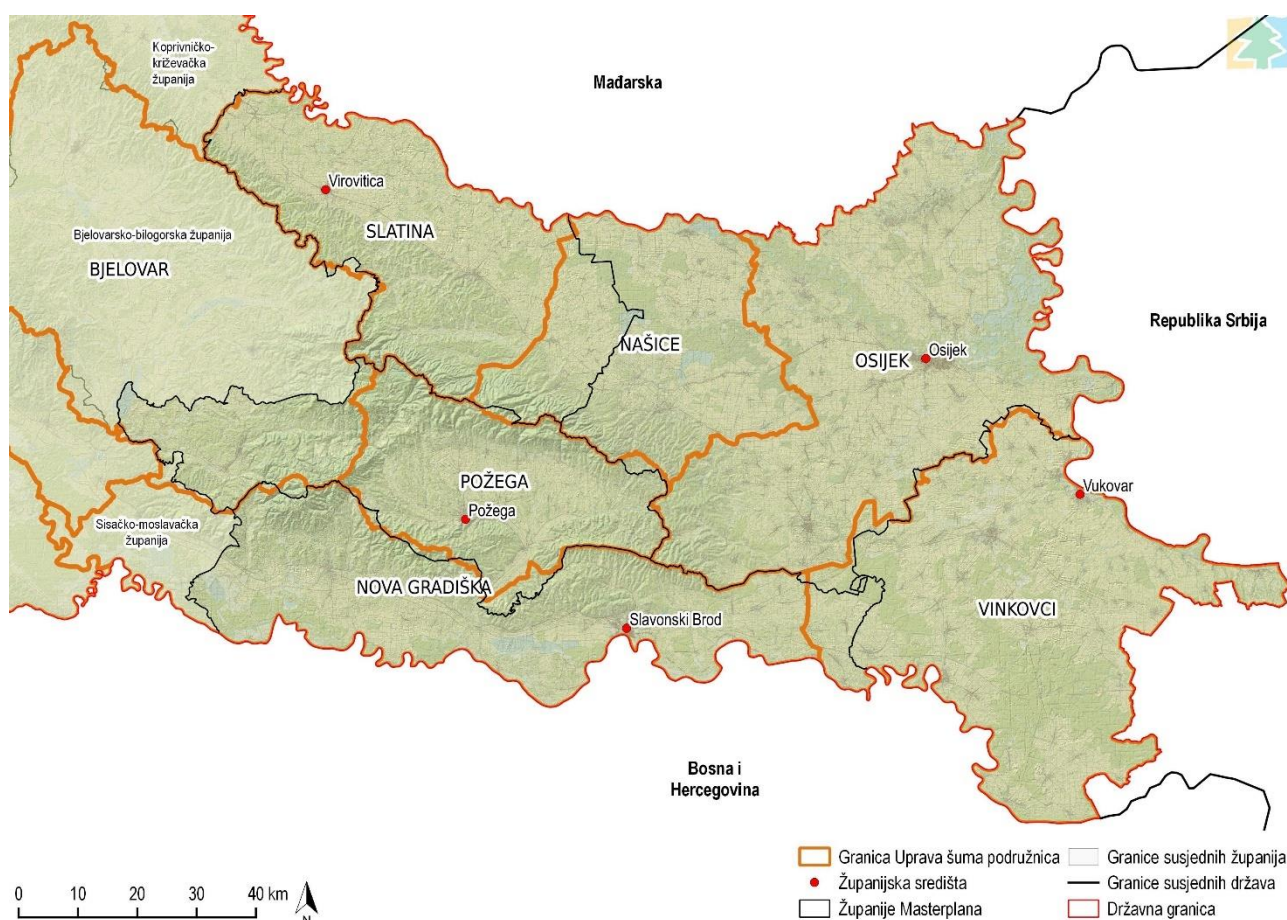 Koprivničko-
križevačka
županija
Mađarska
Virovitica
SLATINA
Bjelovarsko-bilogorska županija
BJELOVAR
Republika Srbija
NAŠICE
OSIJEK
Osijek
POŽEGA
Požega
Vukovar
Sisačko-moslavačka
županija
NOVA GRADIŠKA
Slavonski Brod
VINKOVCI
Bosna i
Hercegovina
0 10 20 30 40 km
N
Granica Uprava šuma podružnica
Županijska središta
Županije Masterplana
Granice susjednih županija
Granice susjednih država
Državna granica